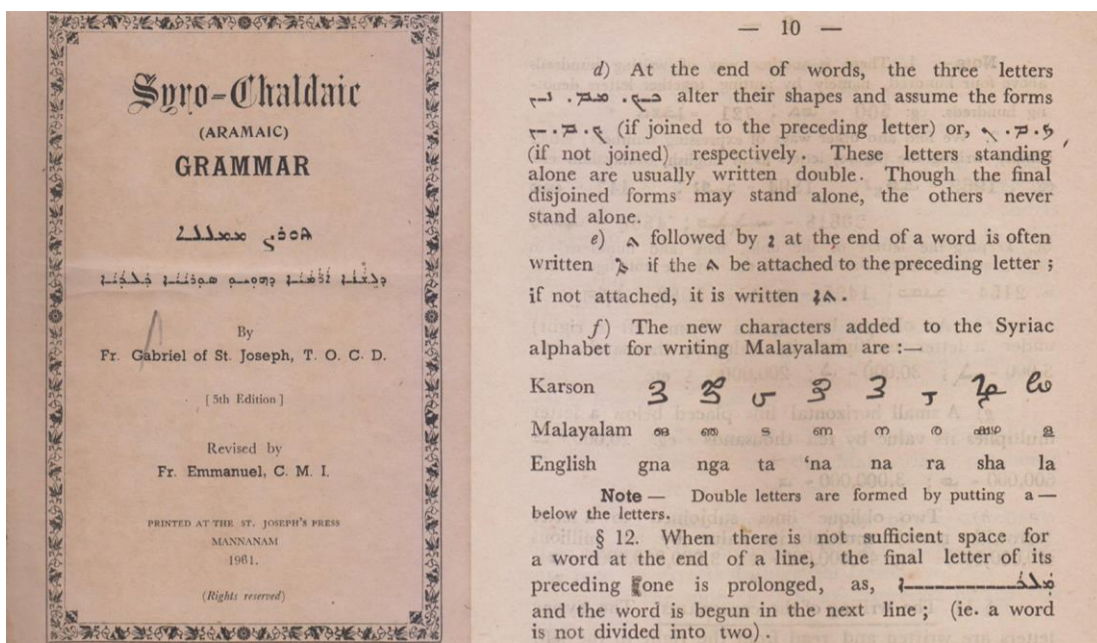 Syro-Chaldaic
(ARAMAIC)
GRAMMAR
ܬܘܪܨ ܡܡܠܠܐ
ܕܠܫܢܐ ܐܪܡܝܐ
By
Fr. Gabriel of St. Joseph, T. O. C. D.
[ 5th Edition ]
Revised by
Fr. Emmanuel, C. M. I.
PRINTED AT THE ST. JOSEPH'S PRESS
MANNANAM
1961.
(Rights reserved)
— 10 —
d) At the end of words, the three letters
alter their shapes and assume the forms
(if joined to the preceding letter) or,
(if not joined) respectively. These letters standing
alone are usually written double. Though the final
disjoined forms may stand alone, the others never
stand alone.
e) ܬ followed by ܐ at the end of a word is often
written if the ܬ be attached to the preceding letter ;
if not attached, it is written ܬܐ.
f) The new characters added to the Syriac
alphabet for writing Malayalam are :—
Karson
Malayalam ട ണ ന ര ള
English gna nga ta ‘na na ra sha la
Note — Double letters are formed by putting a —
below the letters.
§ 12. When there is not sufficient space for
a word at the end of a line, the final letter of its
preceding one is prolonged, as,
and the word is begun in the next line ; (ie. a word
is not divided into two).